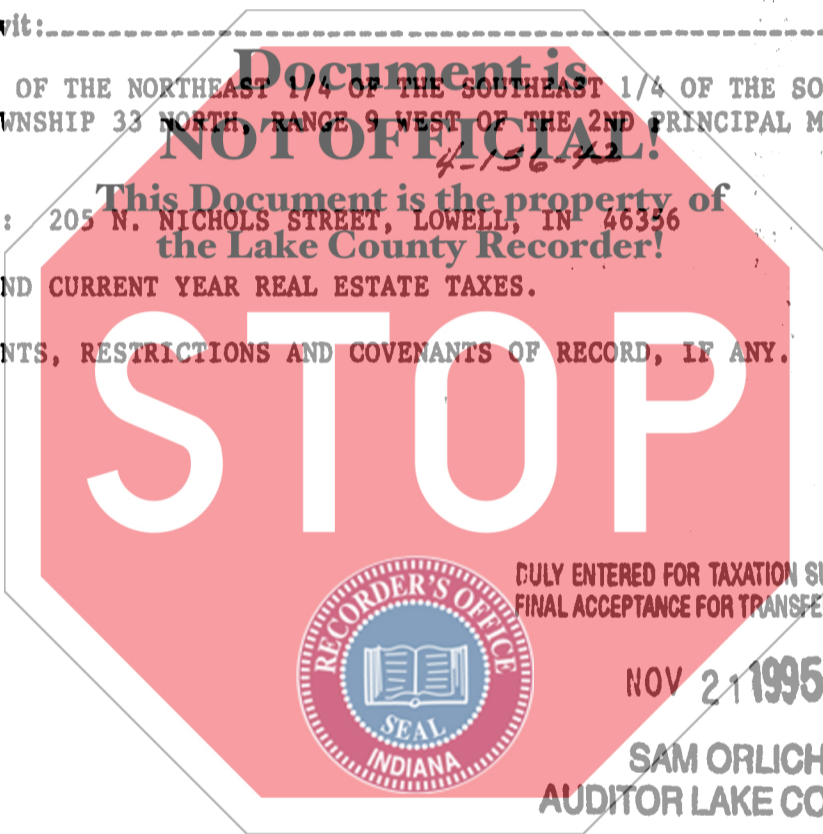 vit:
Document is
OF THE NORTHEAST 1/4 OF THE SOUTHEAST 1/4 OF THE SO
WNSHIP 33 NORTH, RANGE 9 WEST OF THE 2ND PRINCIPAL M
NOT OFFICIAL!
4-156-42
This Document is the property of
: 205 N. NICHOLS STREET, LOWELL, IN 46356
the Lake County Recorder!
ND CURRENT YEAR REAL ESTATE TAXES.
NTS, RESTRICTIONS AND COVENANTS OF RECORD, IF ANY.
STOP
DULY ENTERED FOR TAXATION SU
FINAL ACCEPTANCE FOR TRANSFE
RECORDER'S OFFICE
NOV 21 1995
SEAL
INDIANA
SAM ORLICH
AUDITOR LAKE CO